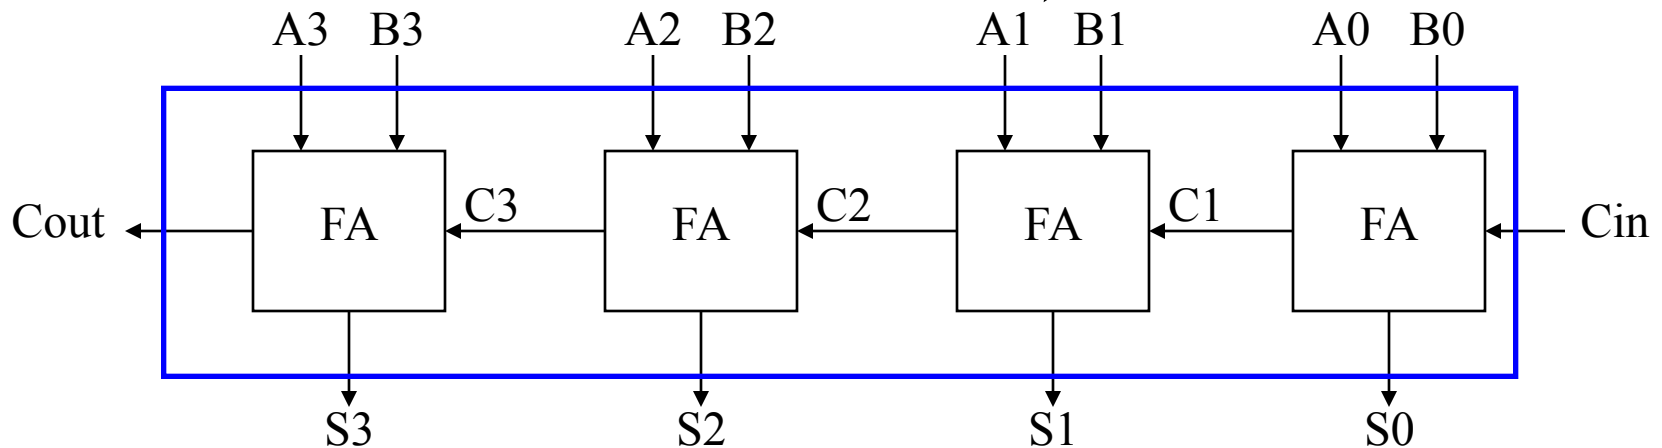 A3 B3 A2 B2 A1 B1 A0 B0
Cout FA C3 FA C2 FA C1 FA Cin
S3 S2 S1 S0